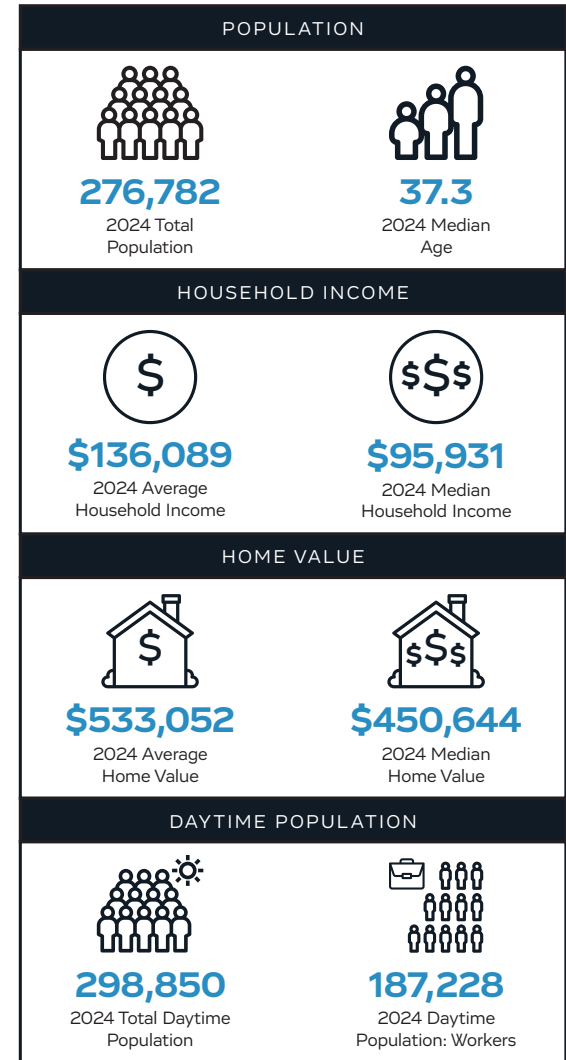 POPULATION
276,782
2024 Total
Population
37.3
2024 Median
Age
HOUSEHOLD INCOME
$
$136,089
2024 Average
Household Income
$$$
$95,931
2024 Median
Household Income
HOME VALUE
$
$533,052
2024 Average
Home Value
$$$
$450,644
2024 Median
Home Value
DAYTIME POPULATION
298,850
2024 Total Daytime
Population
187,228
2024 Daytime
Population: Workers